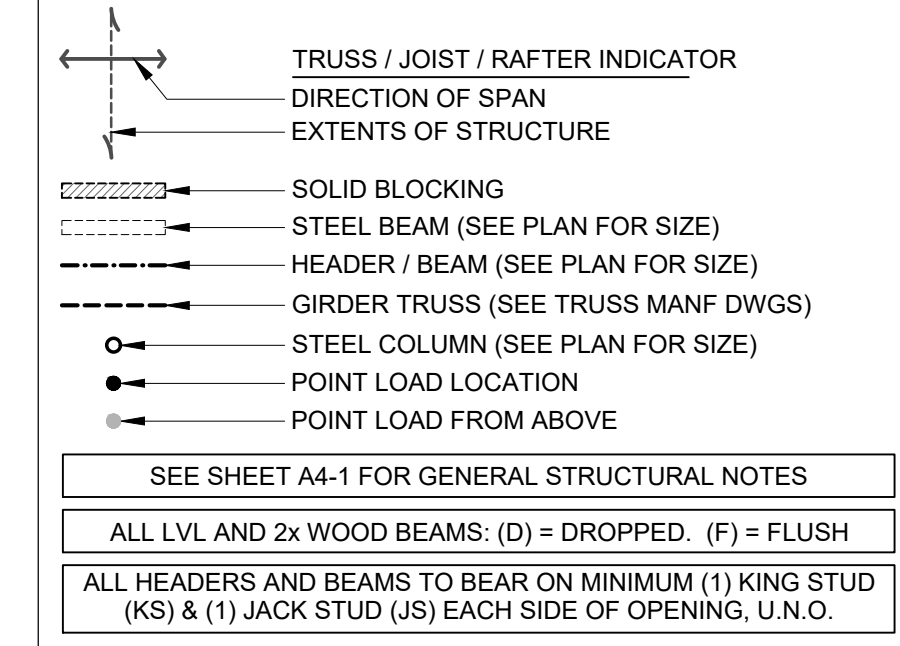 TRUSS / JOIST / RAFTER INDICATOR
DIRECTION OF SPAN
EXTENTS OF STRUCTURE
SOLID BLOCKING
STEEL BEAM (SEE PLAN FOR SIZE)
HEADER / BEAM (SEE PLAN FOR SIZE)
GIRDER TRUSS (SEE TRUSS MANF DWGS)
STEEL COLUMN (SEE PLAN FOR SIZE)
POINT LOAD LOCATION
POINT LOAD FROM ABOVE
SEE SHEET A4-1 FOR GENERAL STRUCTURAL NOTES
ALL LVL AND 2x WOOD BEAMS: (D) = DROPPED. (F) = FLUSH
ALL HEADERS AND BEAMS TO BEAR ON MINIMUM (1) KING STUD
(KS) & (1) JACK STUD (JS) EACH SIDE OF OPENING, U.N.O.